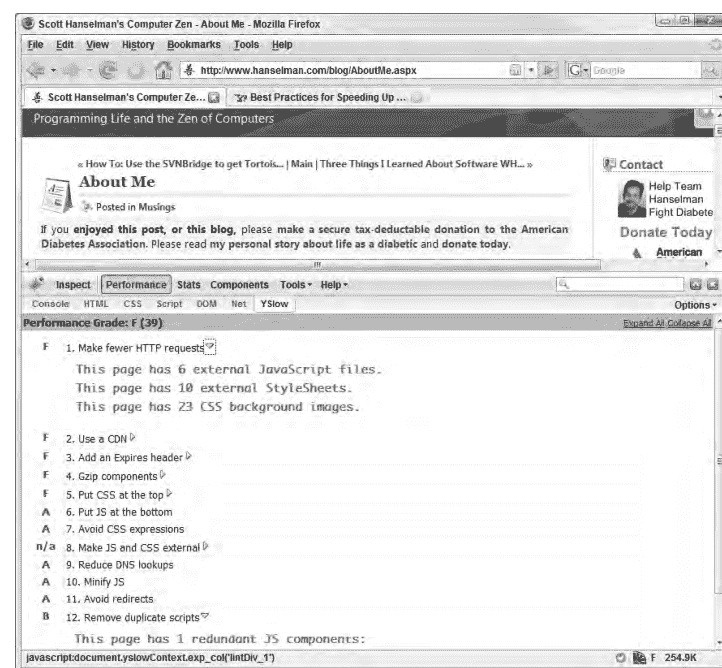 Scott Hanselman's Computer Zen - About Me - Mozilla Firefox
File Edit View History Bookmarks Tools Help
http://www.hanselman.com/blog/AboutMe.aspx
Google
Scott Hanselman's Computer Ze...
Best Practices for Speeding Up ...
Programming Life and the Zen of Computers
« How To: Use the SVNBridge to get Tortois... | Main | Three Things I Learned About Software WH... »
About Me
Posted in Musings
If you enjoyed this post, or this blog, please make a secure tax-deductable donation to the American
Diabetes Association. Please read my personal story about life as a diabetic and donate today.
Contact
Help Team
Hanselman
Fight Diabete
Donate Today
American
Inspect Performance Stats Components Tools Help
Console HTML CSS Script DOM Net YSlow Options
Performance Grade: F (39) Expand All Collapse All
F 1. Make fewer HTTP requests
This page has 6 external JavaScript files.
This page has 10 external StyleSheets.
This page has 23 CSS background images.
F 2. Use a CDN
F 3. Add an Expires header
F 4. Gzip components
F 5. Put CSS at the top
A 6. Put JS at the bottom
A 7. Avoid CSS expressions
n/a 8. Make JS and CSS external
A 9. Reduce DNS lookups
A 10. Minify JS
A 11. Avoid redirects
B 12. Remove duplicate scripts
This page has 1 redundant JS components:
javascript:document.yslowContext.exp_col('lintDiv_1') F 254.9K